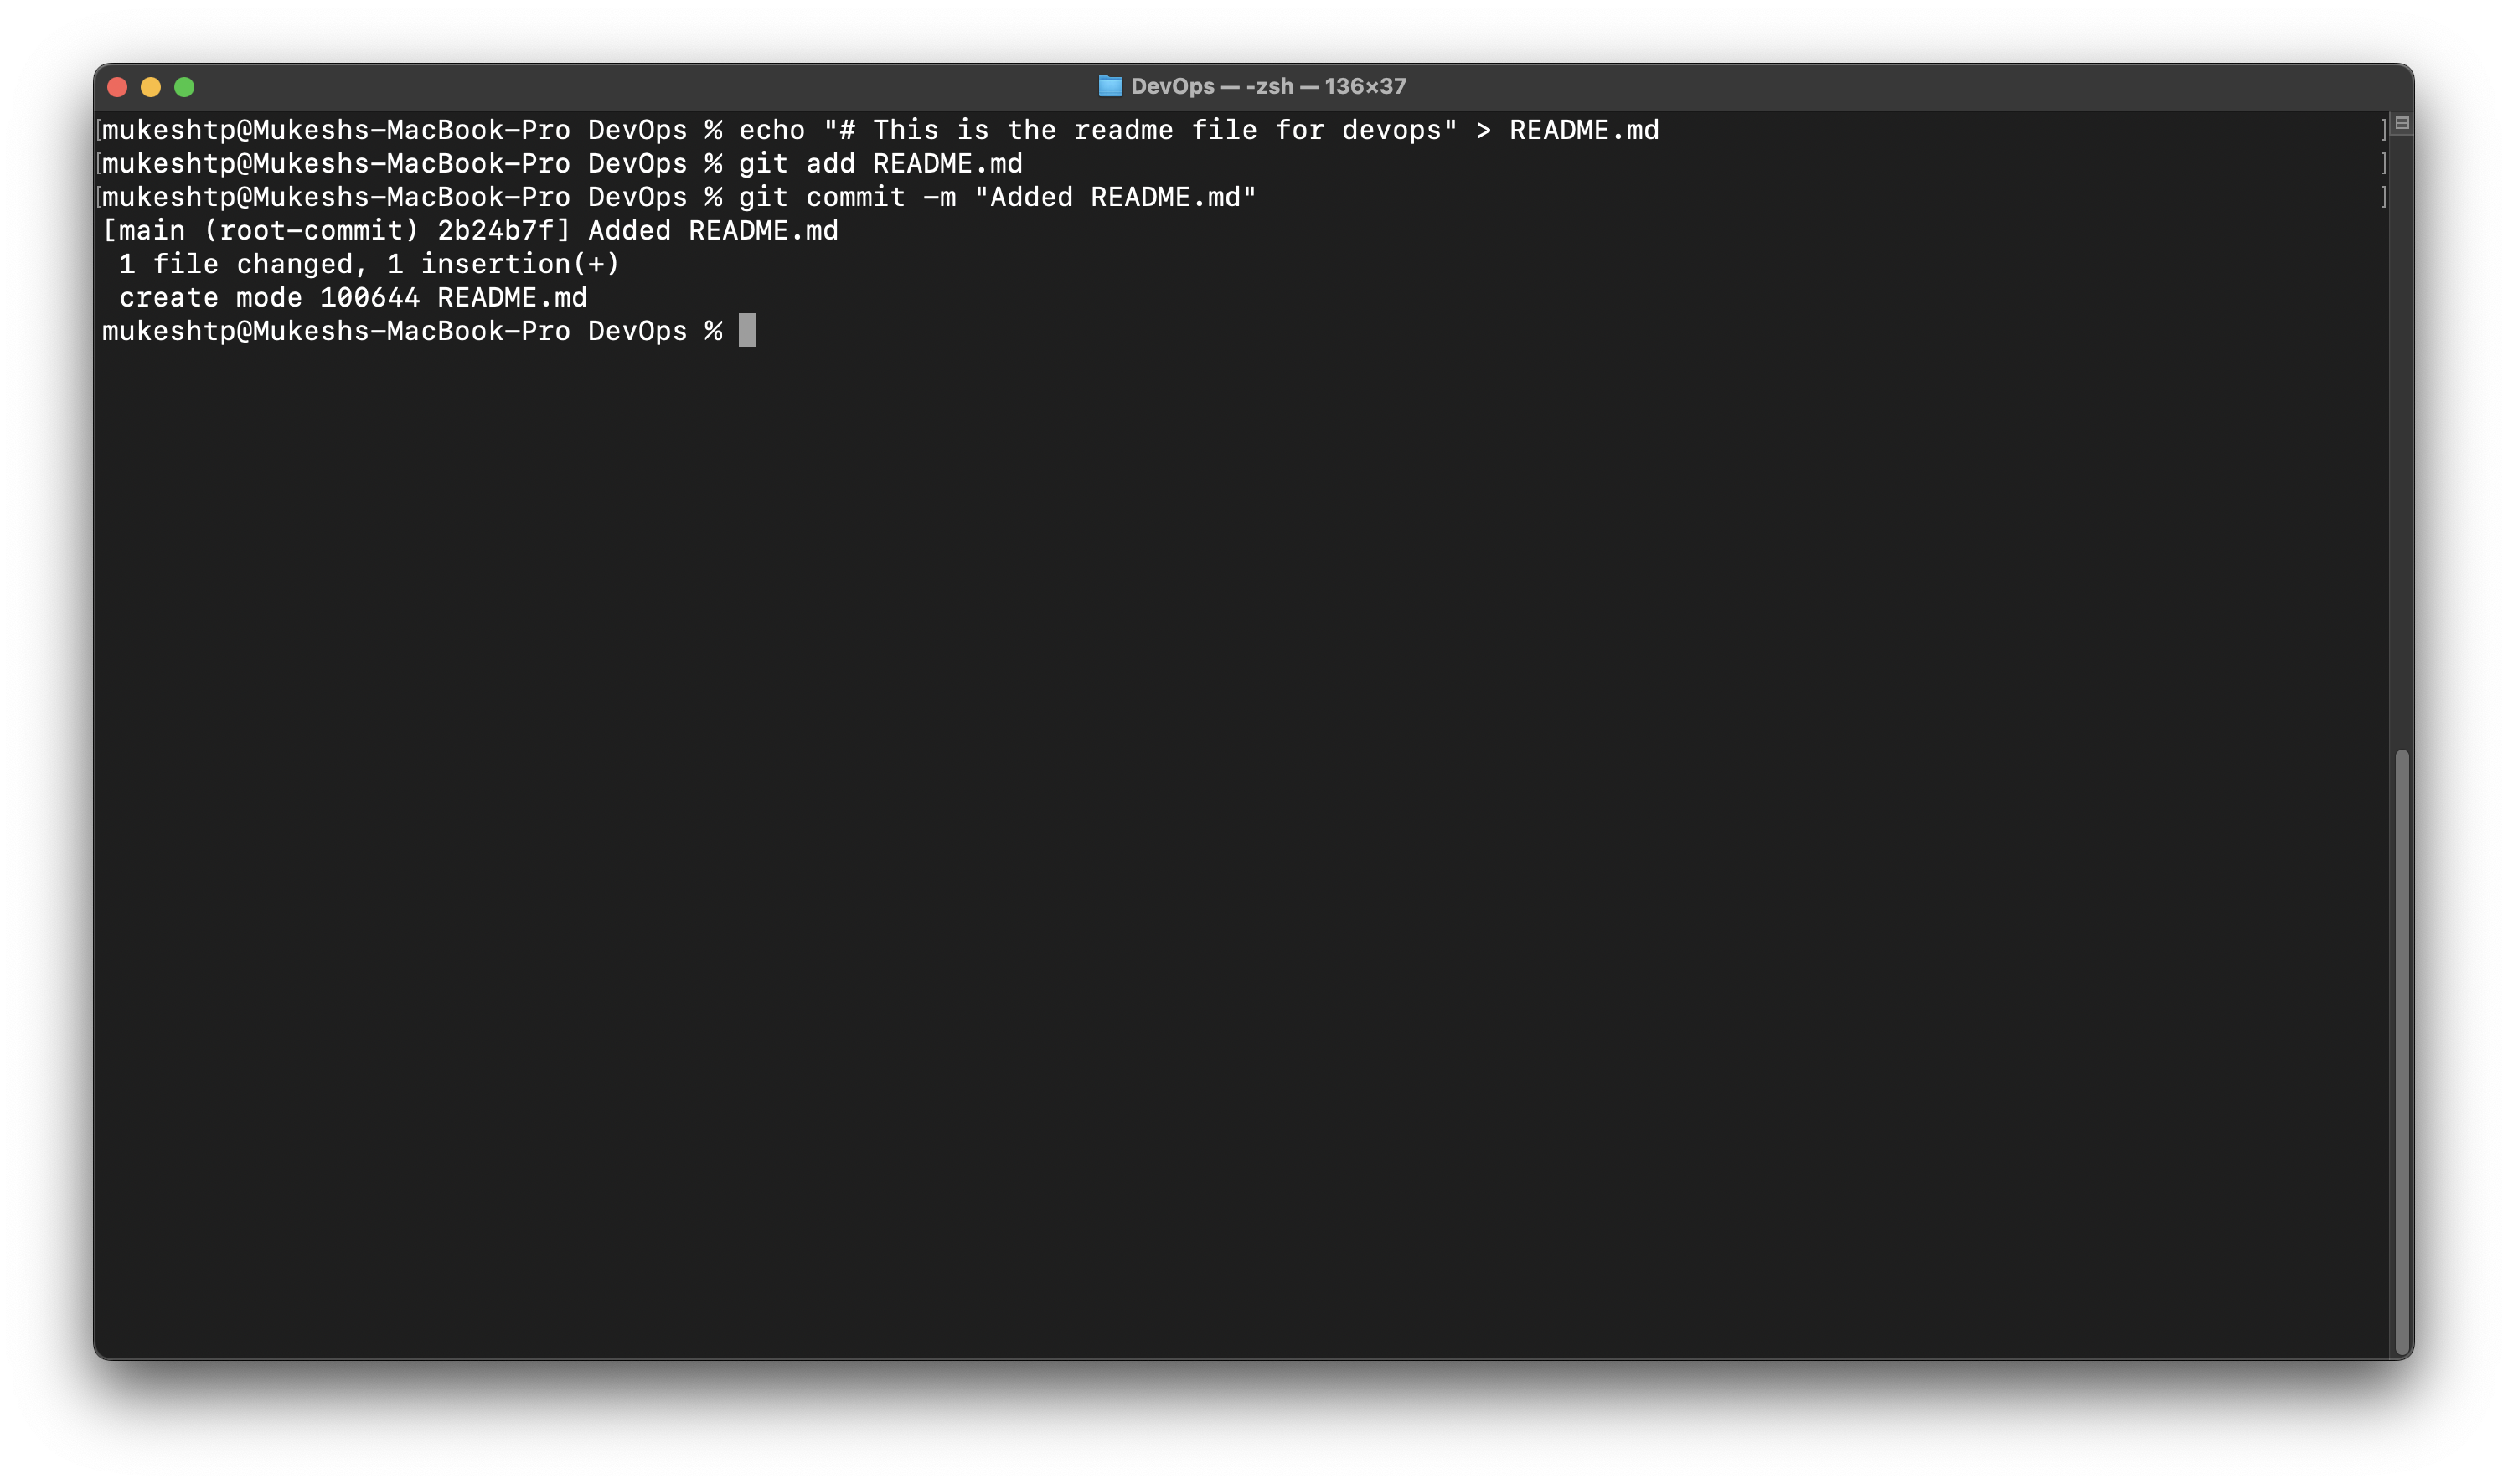 DevOps — -zsh — 136×37
[mukeshtp@Mukeshs-MacBook-Pro DevOps % echo "# This is the readme file for devops" > README.md ]
[mukeshtp@Mukeshs-MacBook-Pro DevOps % git add README.md ]
[mukeshtp@Mukeshs-MacBook-Pro DevOps % git commit -m "Added README.md" ]
[main (root-commit) 2b24b7f] Added README.md
 1 file changed, 1 insertion(+)
 create mode 100644 README.md
mukeshtp@Mukeshs-MacBook-Pro DevOps %